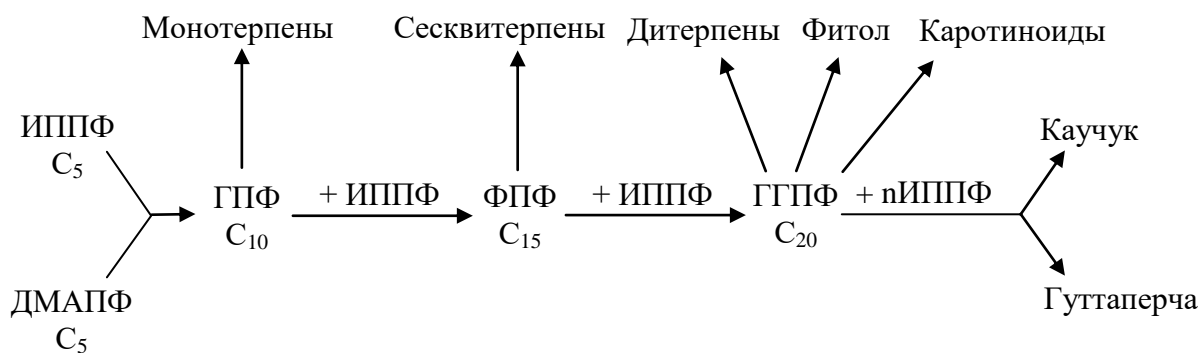 Монотерпены Сесквитерпены Дитерпены Фитол Каротиноиды
ИППФ
C₅
Каучук
ГПФ + ИППФ ФПФ + ИППФ ГГПФ + nИППФ
C₁₀ C₁₅ C₂₀
ДМАПФ
C₅
Гуттаперча